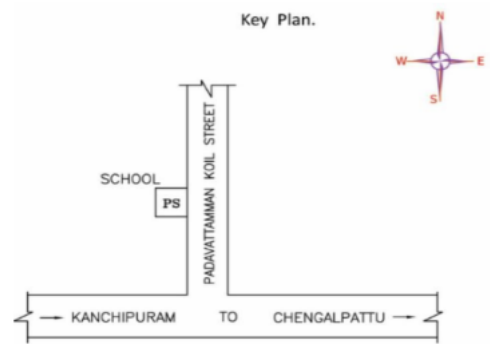 Key Plan.
N
W E
S
PADAVATTAMMAN KOIL STREET
SCHOOL
PS
KANCHIPURAM TO CHENGALPATTU